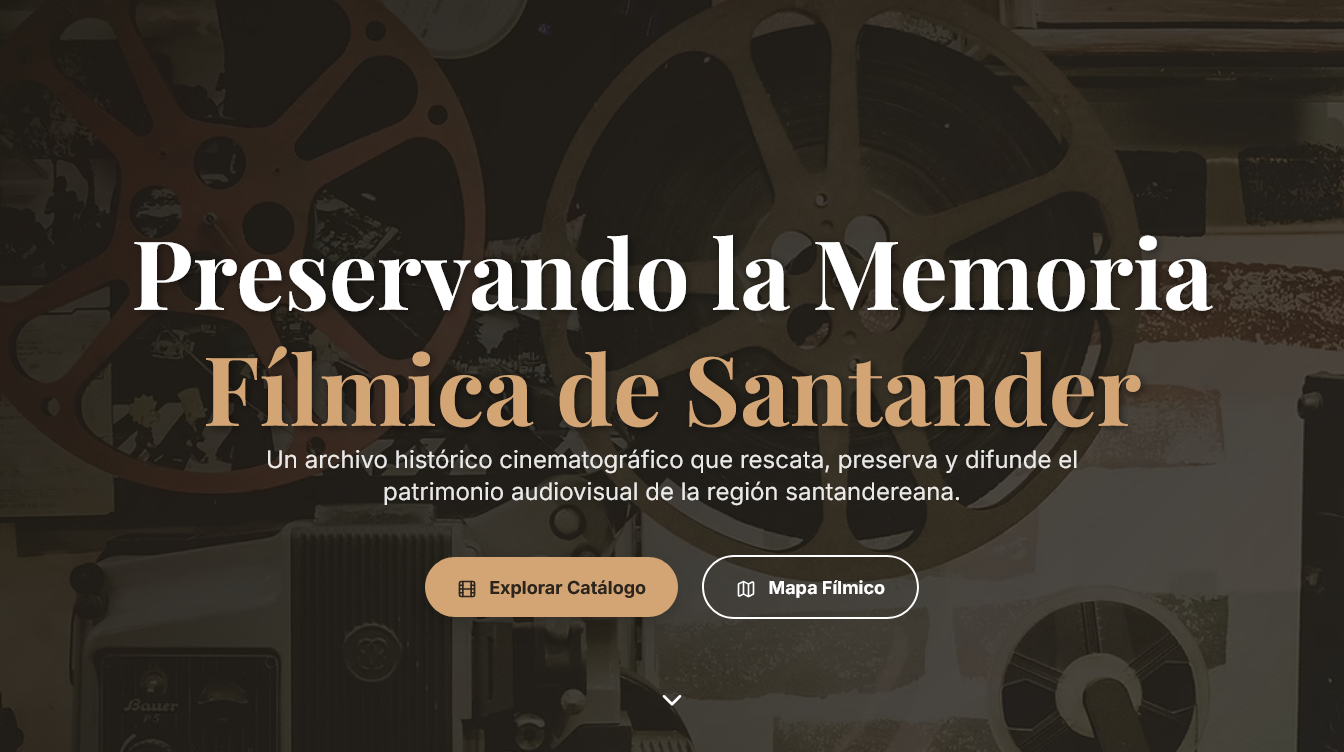 Preservando la Memoria
Fílmica de Santander
Un archivo histórico cinematográfico que rescata, preserva y difunde el
patrimonio audiovisual de la región santandereana.
Explorar Catálogo
Mapa Fílmico
Bauer
P5